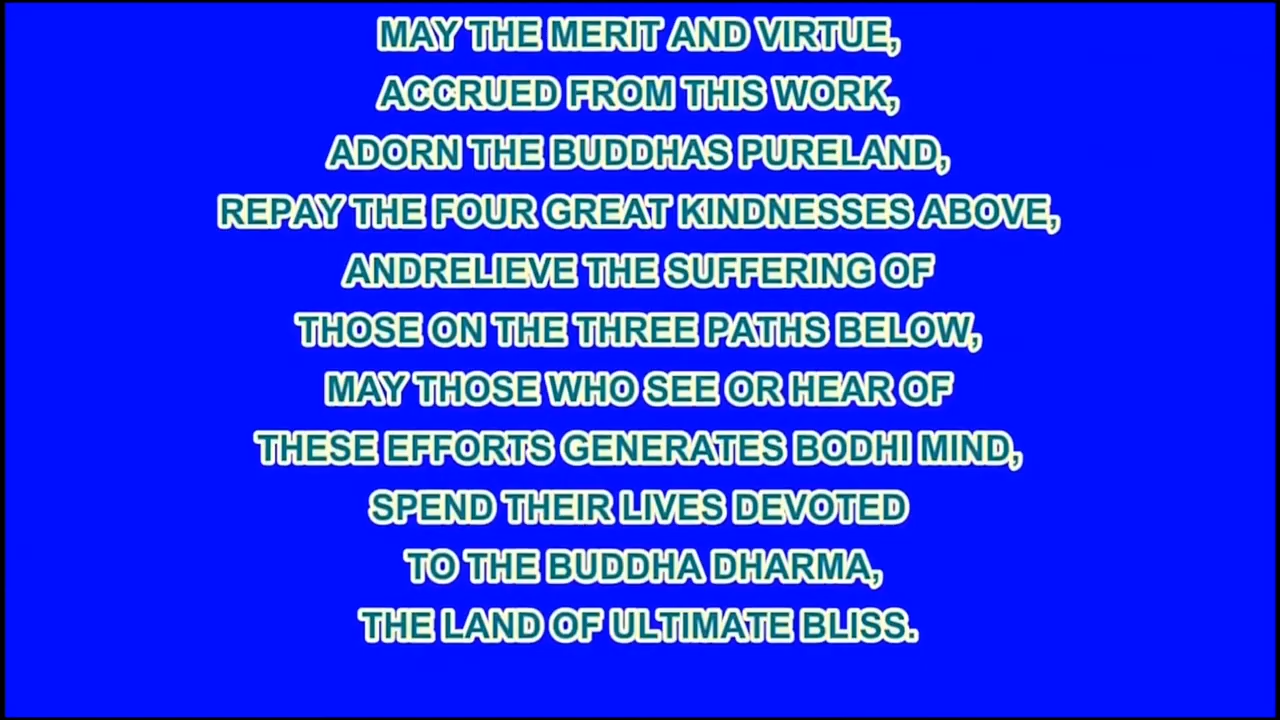 MAY THE MERIT AND VIRTUE,
ACCRUED FROM THIS WORK,
ADORN THE BUDDHAS PURELAND,
REPAY THE FOUR GREAT KINDNESSES ABOVE,
ANDRELIEVE THE SUFFERING OF
THOSE ON THE THREE PATHS BELOW,
MAY THOSE WHO SEE OR HEAR OF
THESE EFFORTS GENERATES BODHI MIND,
SPEND THEIR LIVES DEVOTED
TO THE BUDDHA DHARMA,
THE LAND OF ULTIMATE BLISS.